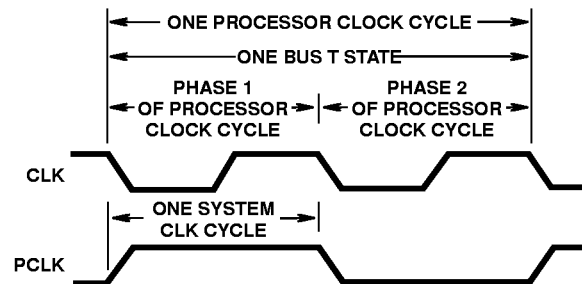 ONE PROCESSOR CLOCK CYCLE
ONE BUS T STATE
PHASE 1
OF PROCESSOR
CLOCK CYCLE
PHASE 2
OF PROCESSOR
CLOCK CYCLE
CLK
ONE SYSTEM
CLK CYCLE
PCLK